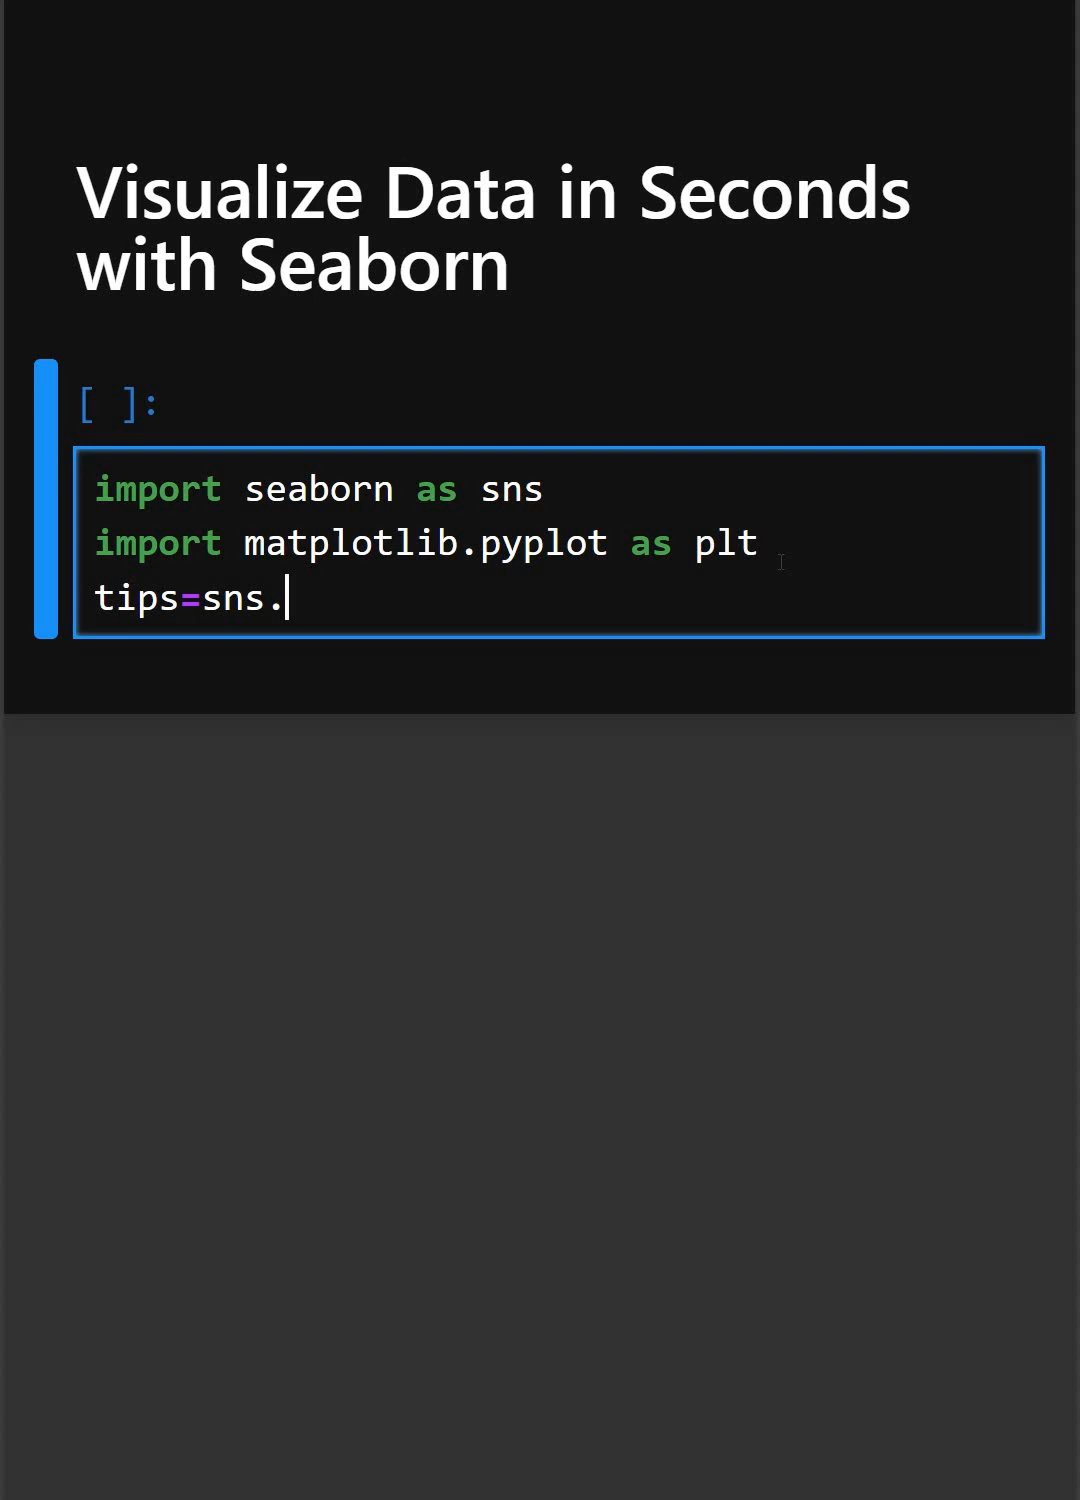 Visualize Data in Seconds
with Seaborn
[ ]:
import seaborn as sns
import matplotlib.pyplot as plt
tips=sns.